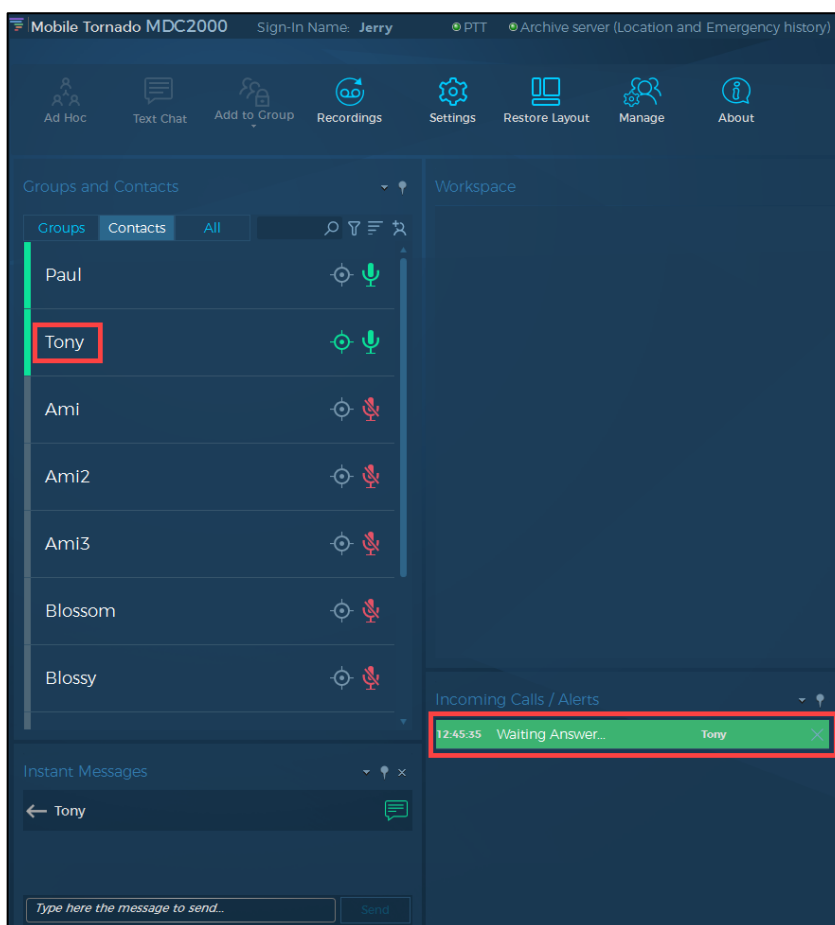 Mobile Tornado MDC2000 Sign-In Name: Jerry PTT Archive server (Location and Emergency history)
Ad Hoc Text Chat Add to Group Recordings Settings Restore Layout Manage About
Groups and Contacts
Groups Contacts All
Paul
Tony
Ami
Ami2
Ami3
Blossom
Blossy
Instant Messages
Tony
Type here the message to send...
Send
Workspace
Incoming Calls / Alerts
12:45:35 Waiting Answer... Tony